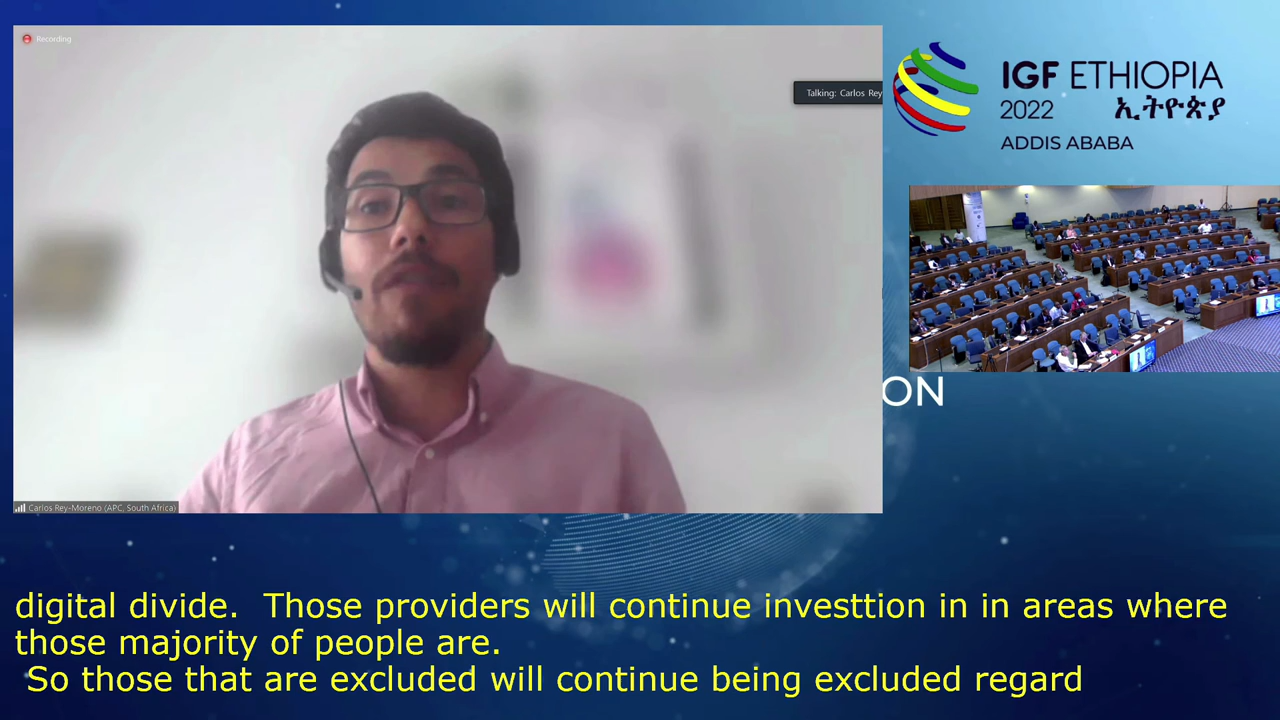 Recording
Talking: Carlos Rey
IGF ETHIOPIA
2022 ኢትዮጵያ
ADDIS ABABA
ON
Carlos Rey-Moreno (APC, South Africa)
digital divide. Those providers will continue investtion in in areas where
those majority of people are.
So those that are excluded will continue being excluded regard